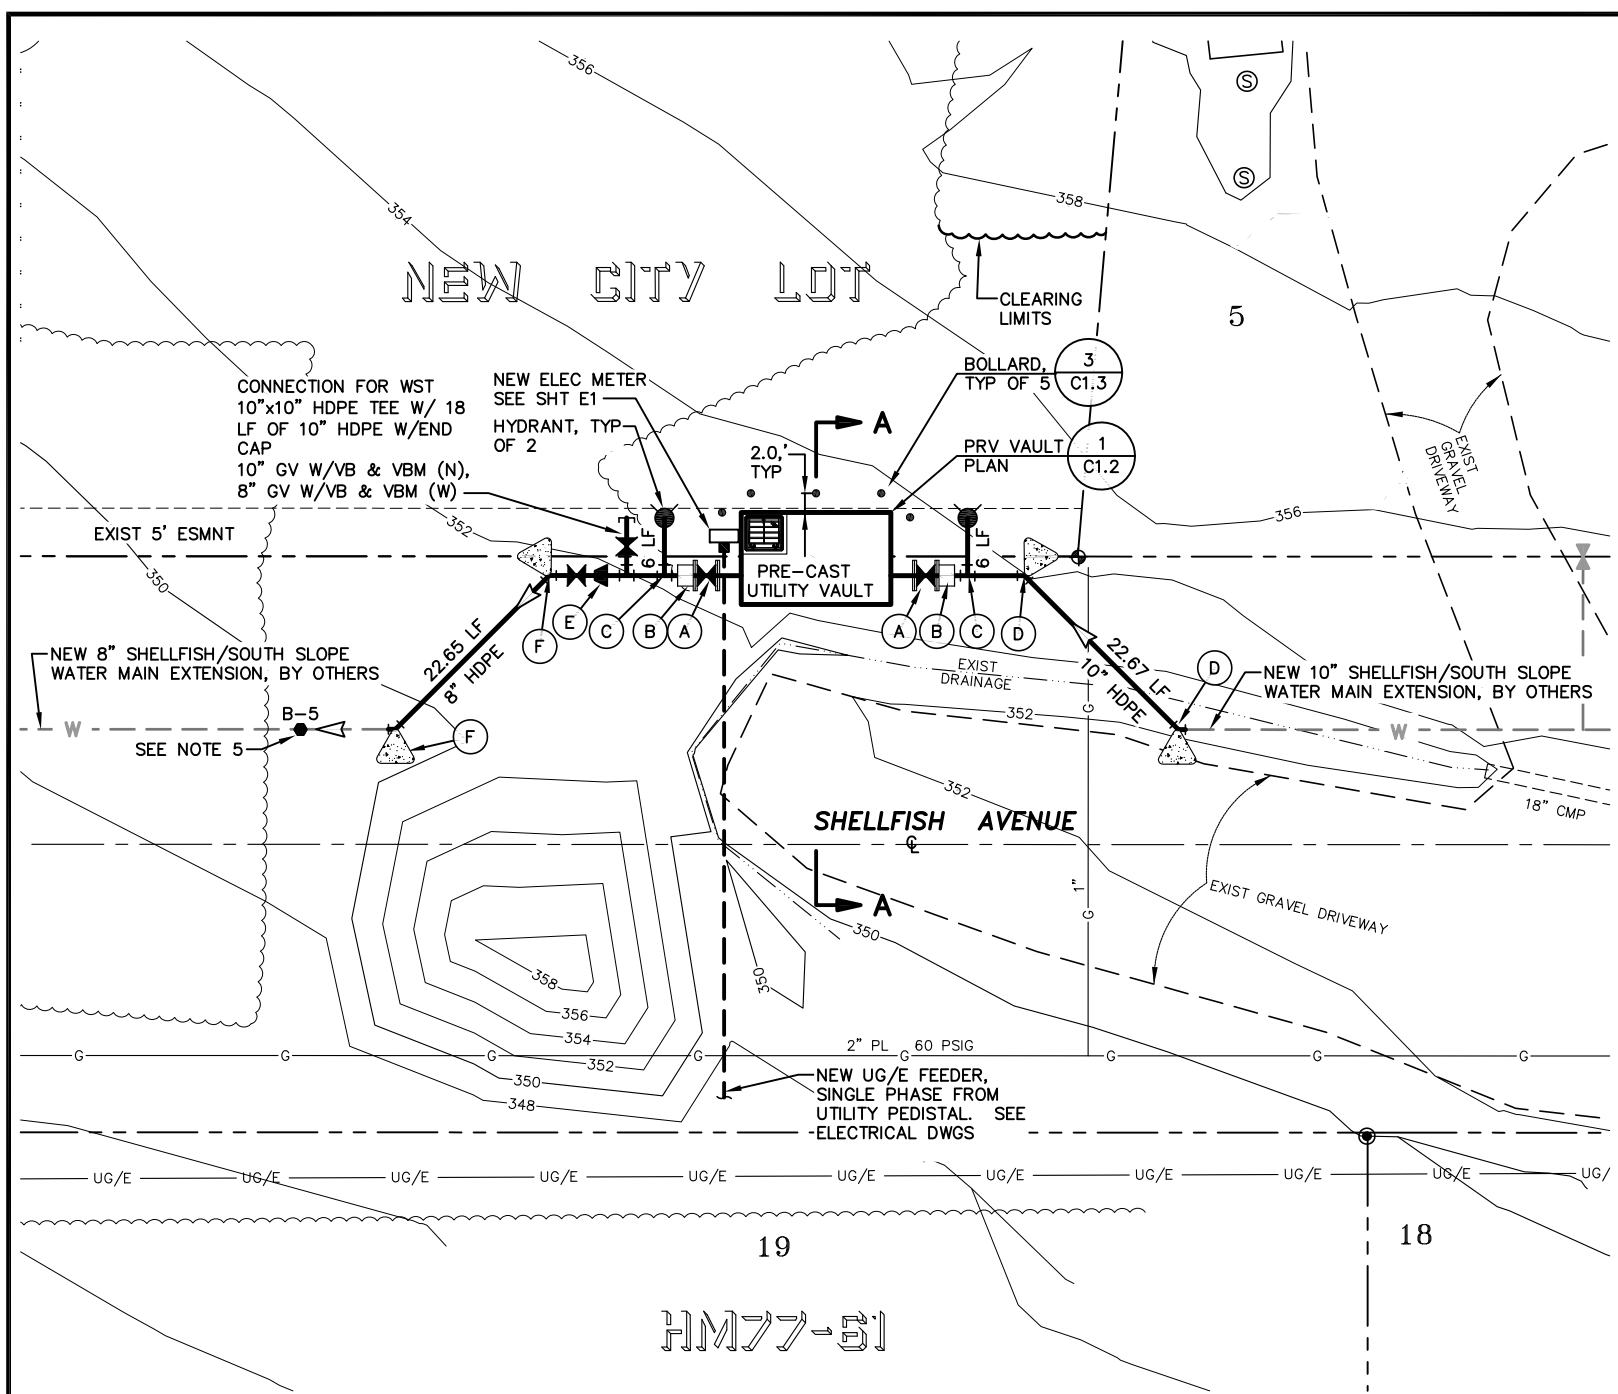 356
354
358
NEW CITY LOT
CLEARING
LIMITS
5
CONNECTION FOR WST
10"x10" HDPE TEE W/ 18
LF OF 10" HDPE W/END
CAP
10" GV W/VB & VBM (N),
8" GV W/VB & VBM (W)
NEW ELEC METER
SEE SHT E1
HYDRANT, TYP
OF 2
BOLLARD,
TYP OF 5
3
C1.3
A
2.0,'
TYP
PRV VAULT
PLAN
1
C1.2
EXIST
GRAVEL
DRIVEWAY
S
S
EXIST 5' ESMNT
352
350
356
6 LF
6 LF
PRE-CAST
UTILITY VAULT
F
E
C
B
A
A
B
C
D
D
NEW 8" SHELLFISH/SOUTH SLOPE
WATER MAIN EXTENSION, BY OTHERS
22.65 LF
8" HDPE
EXIST
DRAINAGE
22.67 LF
10" HDPE
NEW 10" SHELLFISH/SOUTH SLOPE
WATER MAIN EXTENSION, BY OTHERS
W
B-5
SEE NOTE 5
F
G
352
W
352
18" CMP
SHELLFISH AVENUE
CL
1"
G
EXIST GRAVEL DRIVEWAY
A
350
350
358
356
354
352
350
348
G
G
G
G
2" PL
G
60 PSIG
G
G
G
NEW UG/E FEEDER,
SINGLE PHASE FROM
UTILITY PEDISTAL. SEE
ELECTRICAL DWGS
UG/E
UG/E
UG/E
UG/E
UG/E
UG/E
UG/E
UG/E
UG/E
UG/E
UG/
19
18
HM77-61